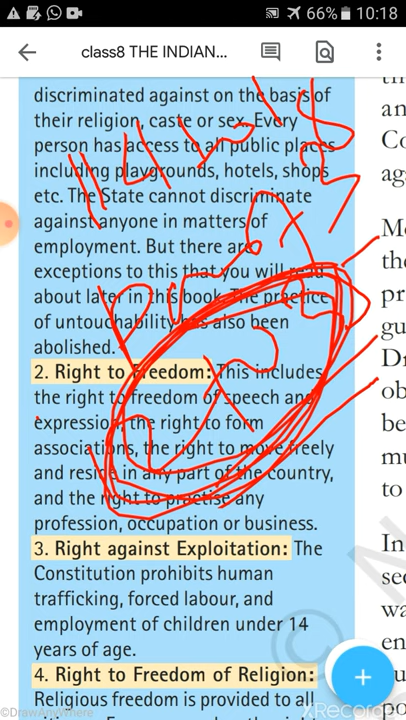 66% 10:18
class8 THE INDIAN...
discriminated against on the basis of
their religion, caste or sex. Every
person has access to all public places
including playgrounds, hotels, shops
etc. The State cannot discriminate
against anyone in matters of
employment. But there are
exceptions to this that you will read
about later in this book. The practice
of untouchability has also been
abolished.
2. Right to Freedom: This includes
the right to freedom of speech and
expression, the right to form
associations, the right to move freely
and reside in any part of the country,
and the right to practise any
profession, occupation or business.
3. Right against Exploitation: The
Constitution prohibits human
trafficking, forced labour, and
employment of children under 14
years of age.
4. Right to Freedom of Religion:
Religious freedom is provided to all
©DrawAnywhere